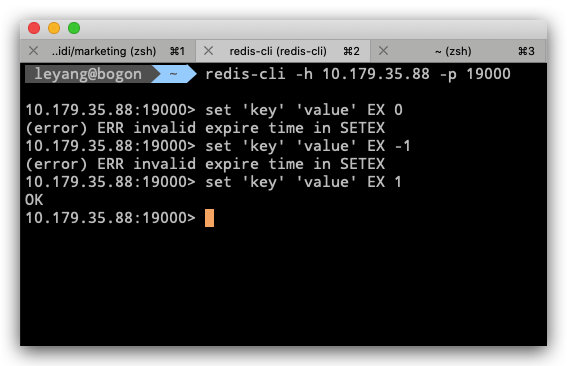 ..idi/marketing (zsh) ⌘1 redis-cli (redis-cli) ⌘2 ~ (zsh) ⌘3
leyang@bogon ~ redis-cli -h 10.179.35.88 -p 19000
10.179.35.88:19000> set 'key' 'value' EX 0
(error) ERR invalid expire time in SETEX
10.179.35.88:19000> set 'key' 'value' EX -1
(error) ERR invalid expire time in SETEX
10.179.35.88:19000> set 'key' 'value' EX 1
OK
10.179.35.88:19000>